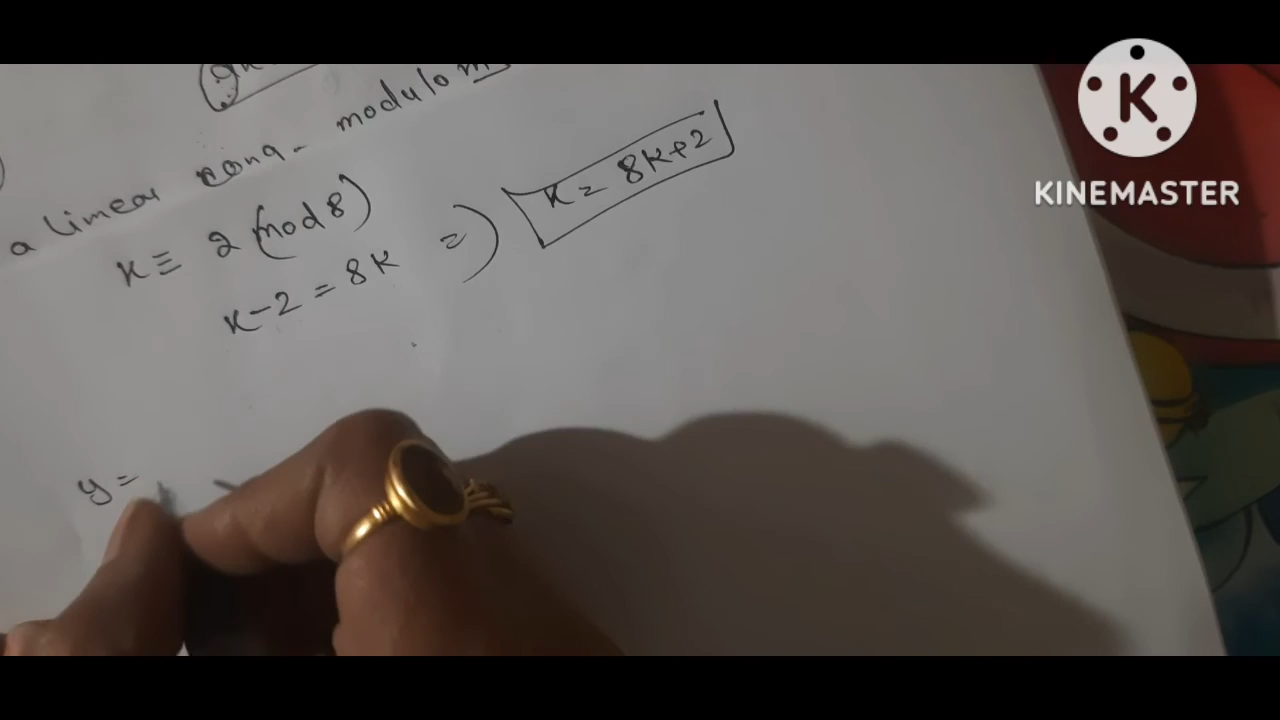 a linear cong. modulo m
x ≡ 2 (mod 8)
x - 2 = 8k => x = 8k+2
y =
K
KINEMASTER